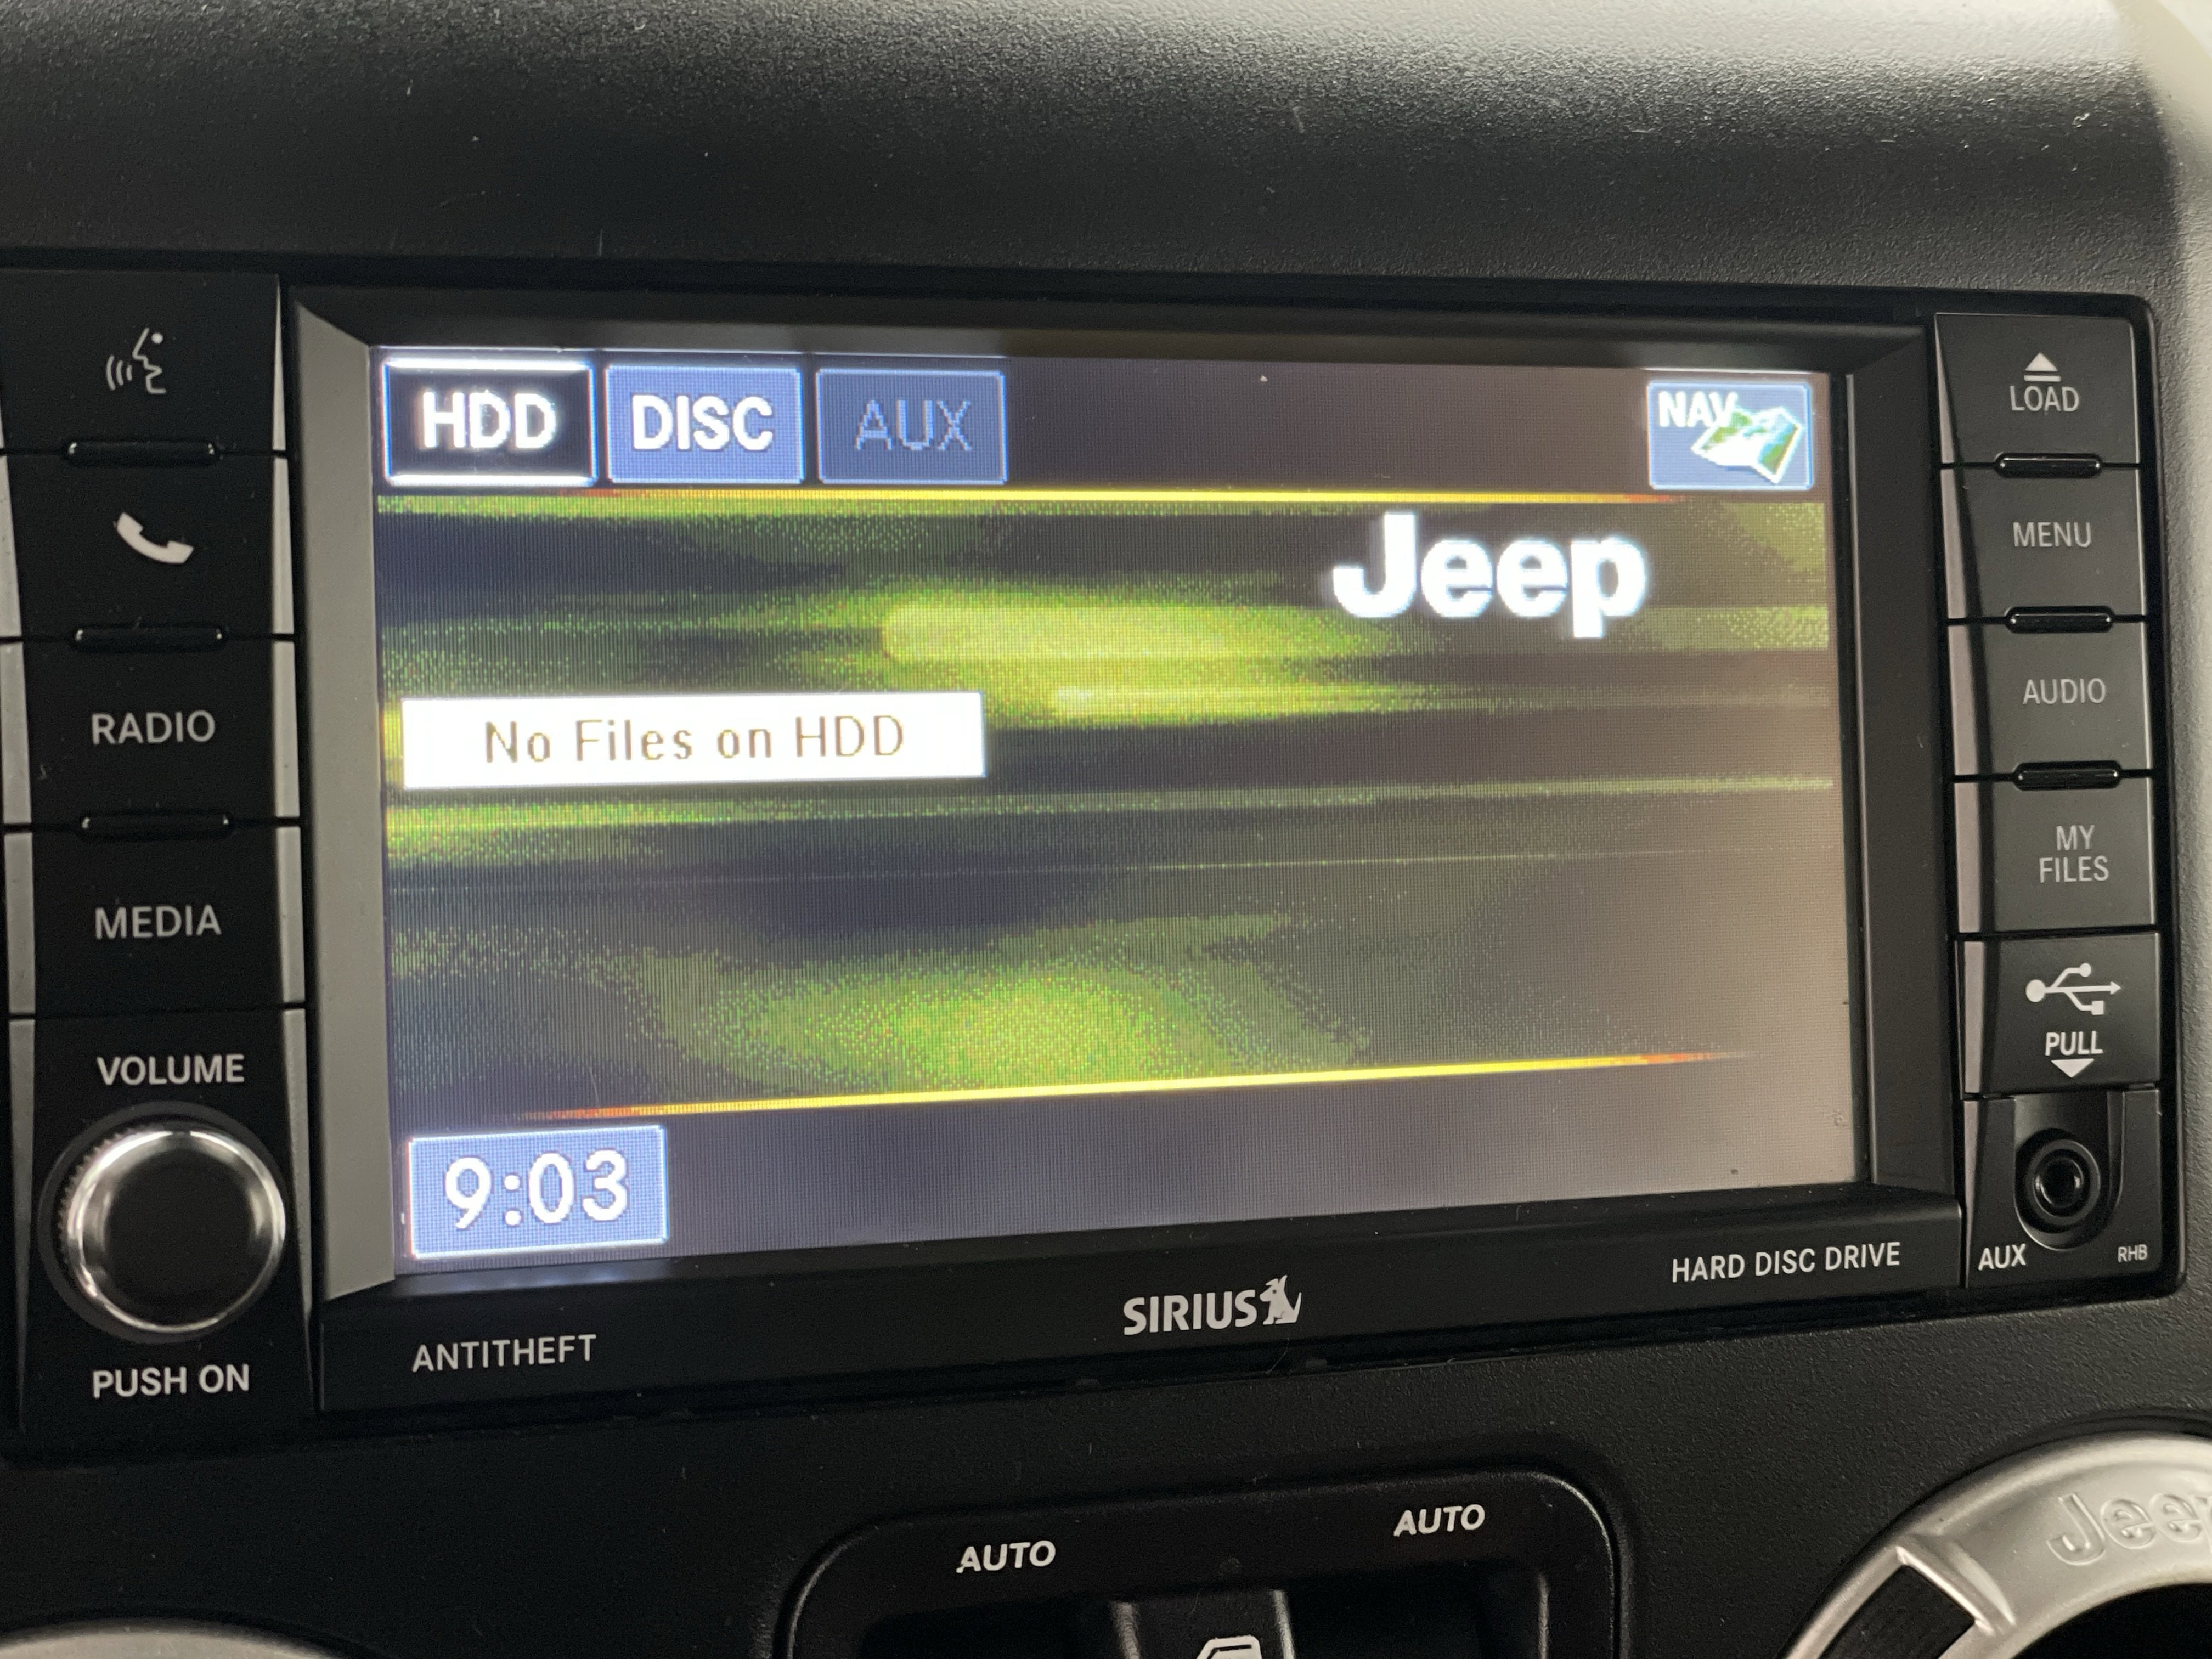 HDD DISC AUX NAV
Jeep
No Files on HDD
9:03
RADIO
MEDIA
VOLUME
PUSH ON
LOAD
MENU
AUDIO
MY
FILES
PULL
AUX RHB
ANTITHEFT
SIRIUS
HARD DISC DRIVE
AUTO AUTO
Jeep